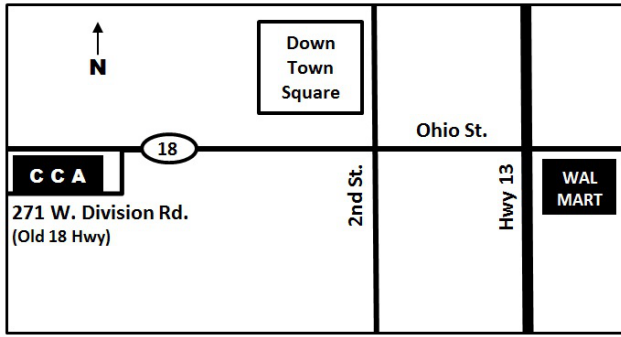 N
Down
Town
Square
Ohio St.
18
C C A
271 W. Division Rd.
(Old 18 Hwy)
2nd St.
Hwy 13
WAL
MART